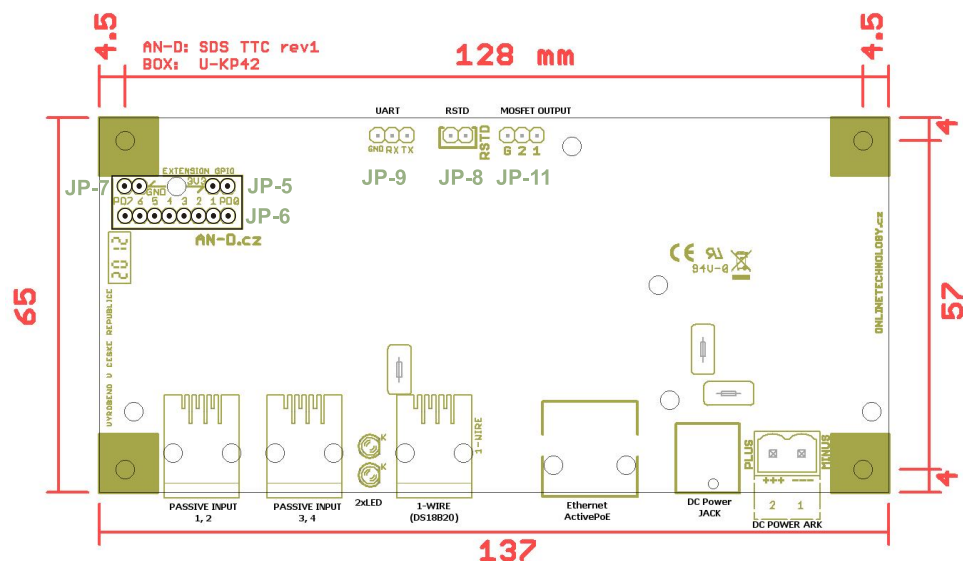 4.5
AN-D: SDS TTC rev1
BOX: U-KP42
128 mm
4.5
UART
RSTD
MOSFET OUTPUT
GND RX TX
RSTD
G 2 1
4
JP-9
JP-8
JP-11
EXTENSION GPIO
JP-7
GND
3V3
JP-5
PD7 6 5 4 3 2 1 PD0
JP-6
AN-D.cz
2012
94V-0
ONLINETECHNOLOGY.cz
65
57
VYROBENO V CESKE REPUBLICE
K
K
1-WIRE
PLUS
MINUS
+++ ---
2 1
4
PASSIVE INPUT
1, 2
PASSIVE INPUT
3, 4
2xLED
1-WIRE
(DS18B20)
Ethernet
ActivePoE
DC Power
JACK
DC POWER ARK
137